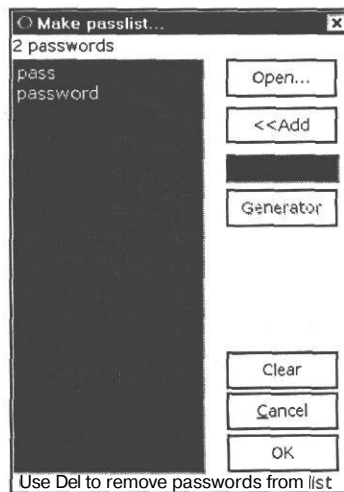 Make passlist...
2 passwords
pass
password
Open...
<<Add
Generator
Clear
Cancel
OK
Use Del to remove passwords from list